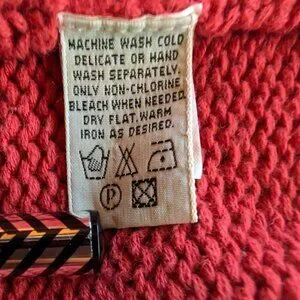 MACHINE WASH COLD
DELICATE OR HAND
WASH SEPARATELY.
ONLY NON-CHLORINE
BLEACH WHEN NEEDED.
DRY FLAT. WARM
IRON AS DESIRED.
P